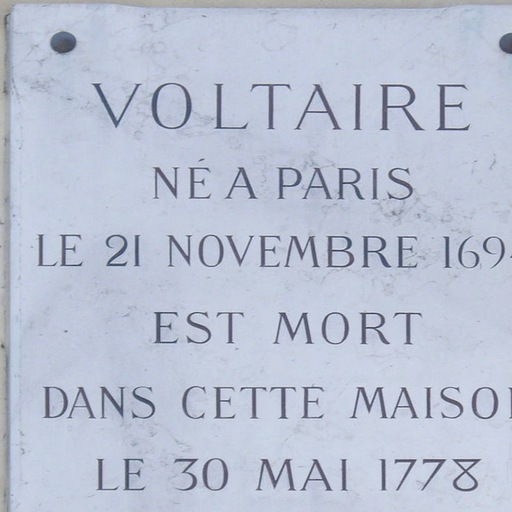 VOLTAIRE
NÉ A PARIS
LE 21 NOVEMBRE 169
EST MORT
DANS CETTE MAISO
LE 30 MAI 1778